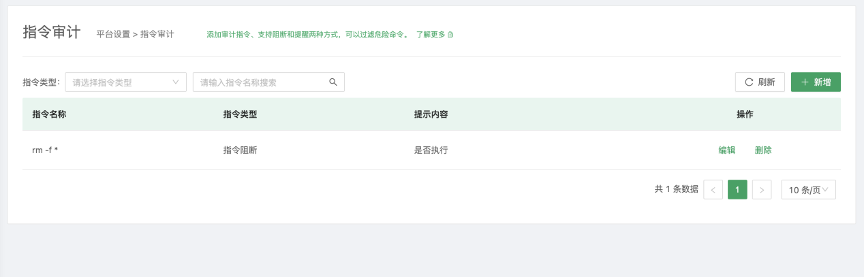 指令审计 平台设置 > 指令审计 添加审计指令、支持阻断和提醒两种方式，可以过滤危险命令。 了解更多
指令类型: 请选择指令类型 请输入指令名称搜索 刷新 + 新增
指令名称 指令类型 提示内容 操作
rm -f * 指令阻断 是否执行 编辑 删除
共 1 条数据 < 1 > 10 条/页